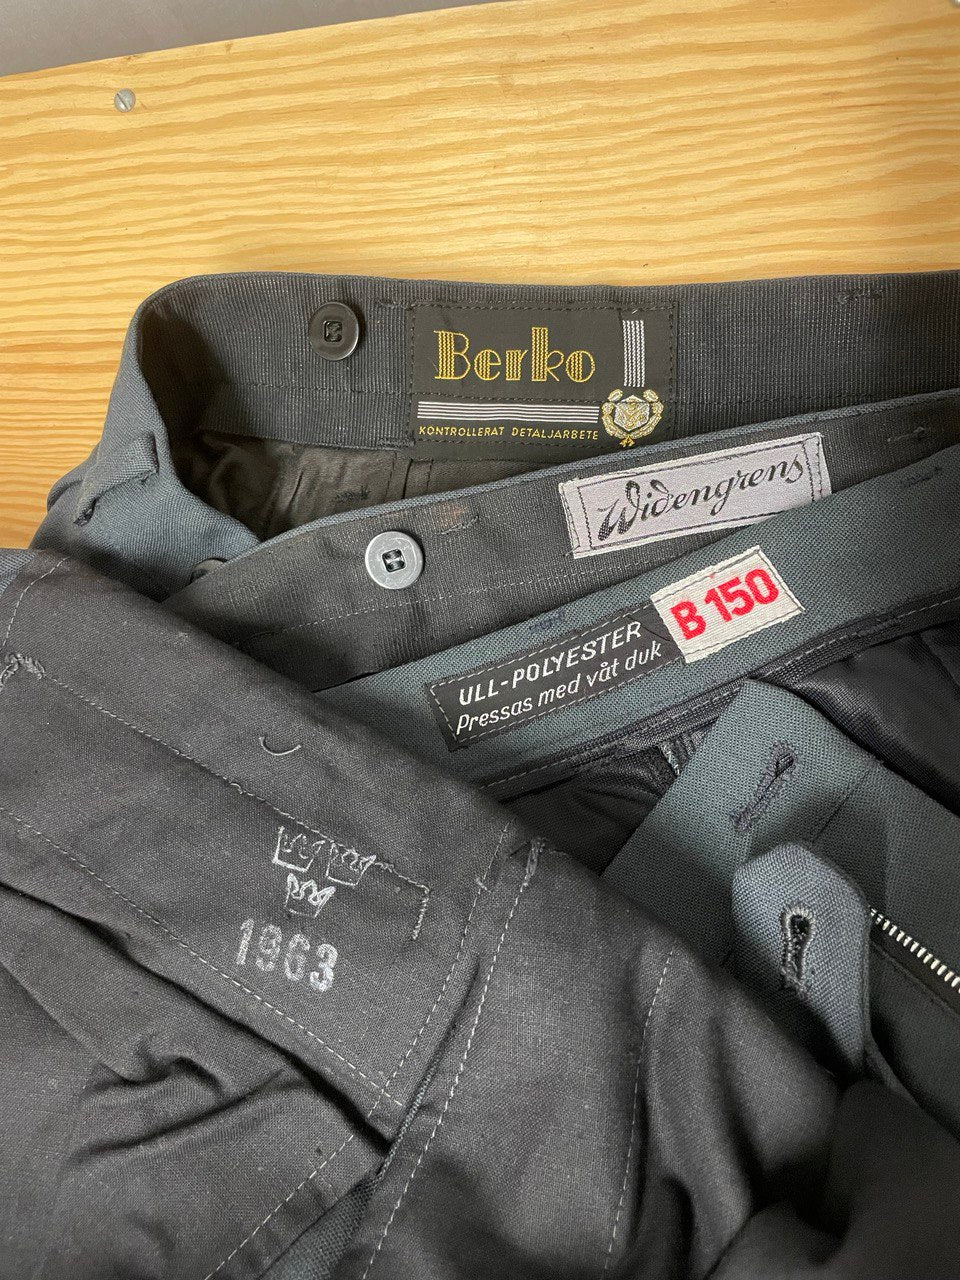 Berko
KONTROLLERAT DETALJARBETE
Widengrens
B 150
ULL-POLYESTER
Pressas med våt duk
1963